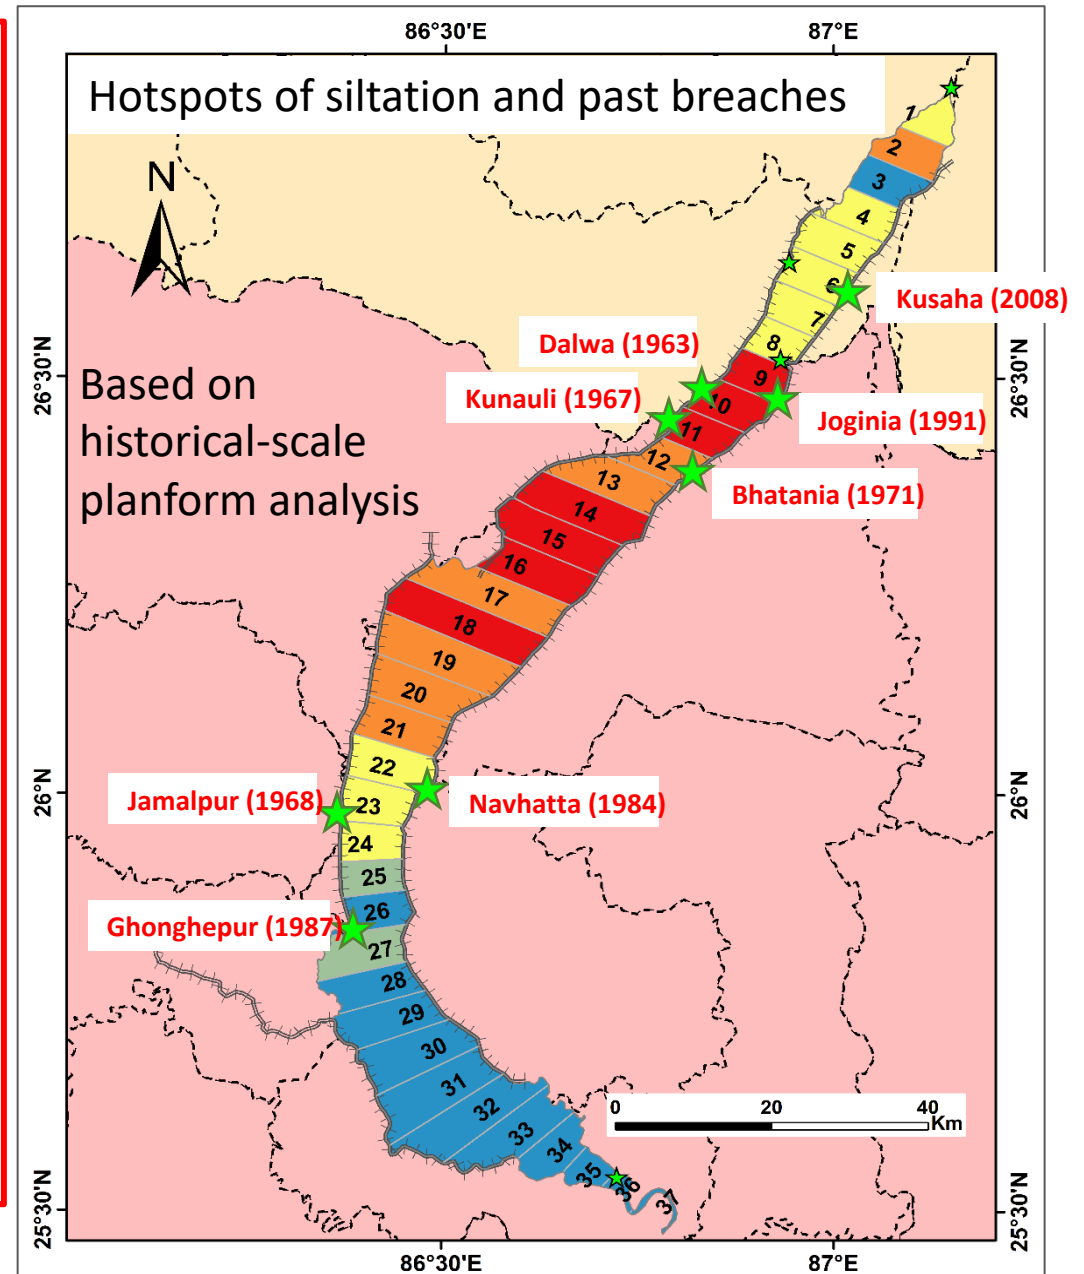 86°30'E
87°E
Hotspots of siltation and past breaches
N
1
2
3
4
5
6
7
8
9
10
11
12
13
14
15
16
17
18
19
20
21
22
23
24
25
26
27
28
29
30
31
32
33
34
35
36
37
Kusaha (2008)
Dalwa (1963)
Kunauli (1967)
Joginia (1991)
Bhatania (1971)
26°30'N
26°30'N
Based on
historical-scale
planform analysis
Jamalpur (1968)
Navhatta (1984)
26°N
26°N
Ghonghepur (1987)
0 20 40
Km
25°30'N
25°30'N
86°30'E
87°E